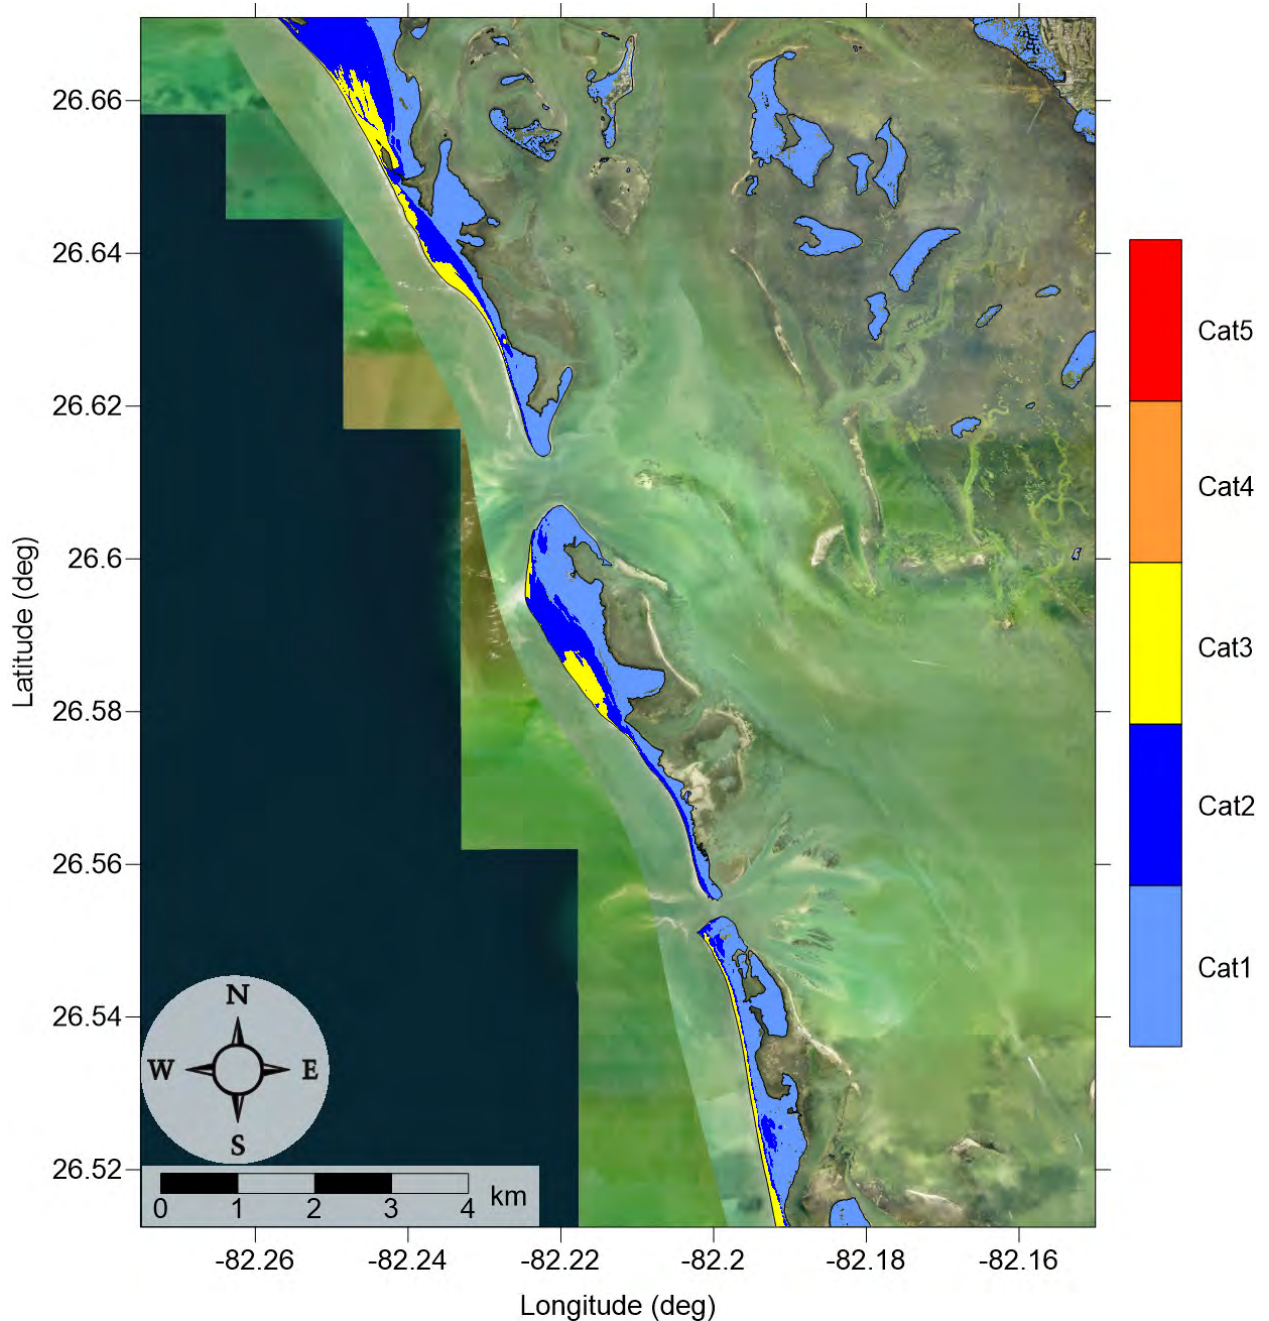 26.66
26.64
26.62
26.6
26.58
26.56
26.54
26.52
Latitude (deg)
N
W
E
S
0 1 2 3 4 km
-82.26 -82.24 -82.22 -82.2 -82.18 -82.16
Longitude (deg)
Cat5
Cat4
Cat3
Cat2
Cat1